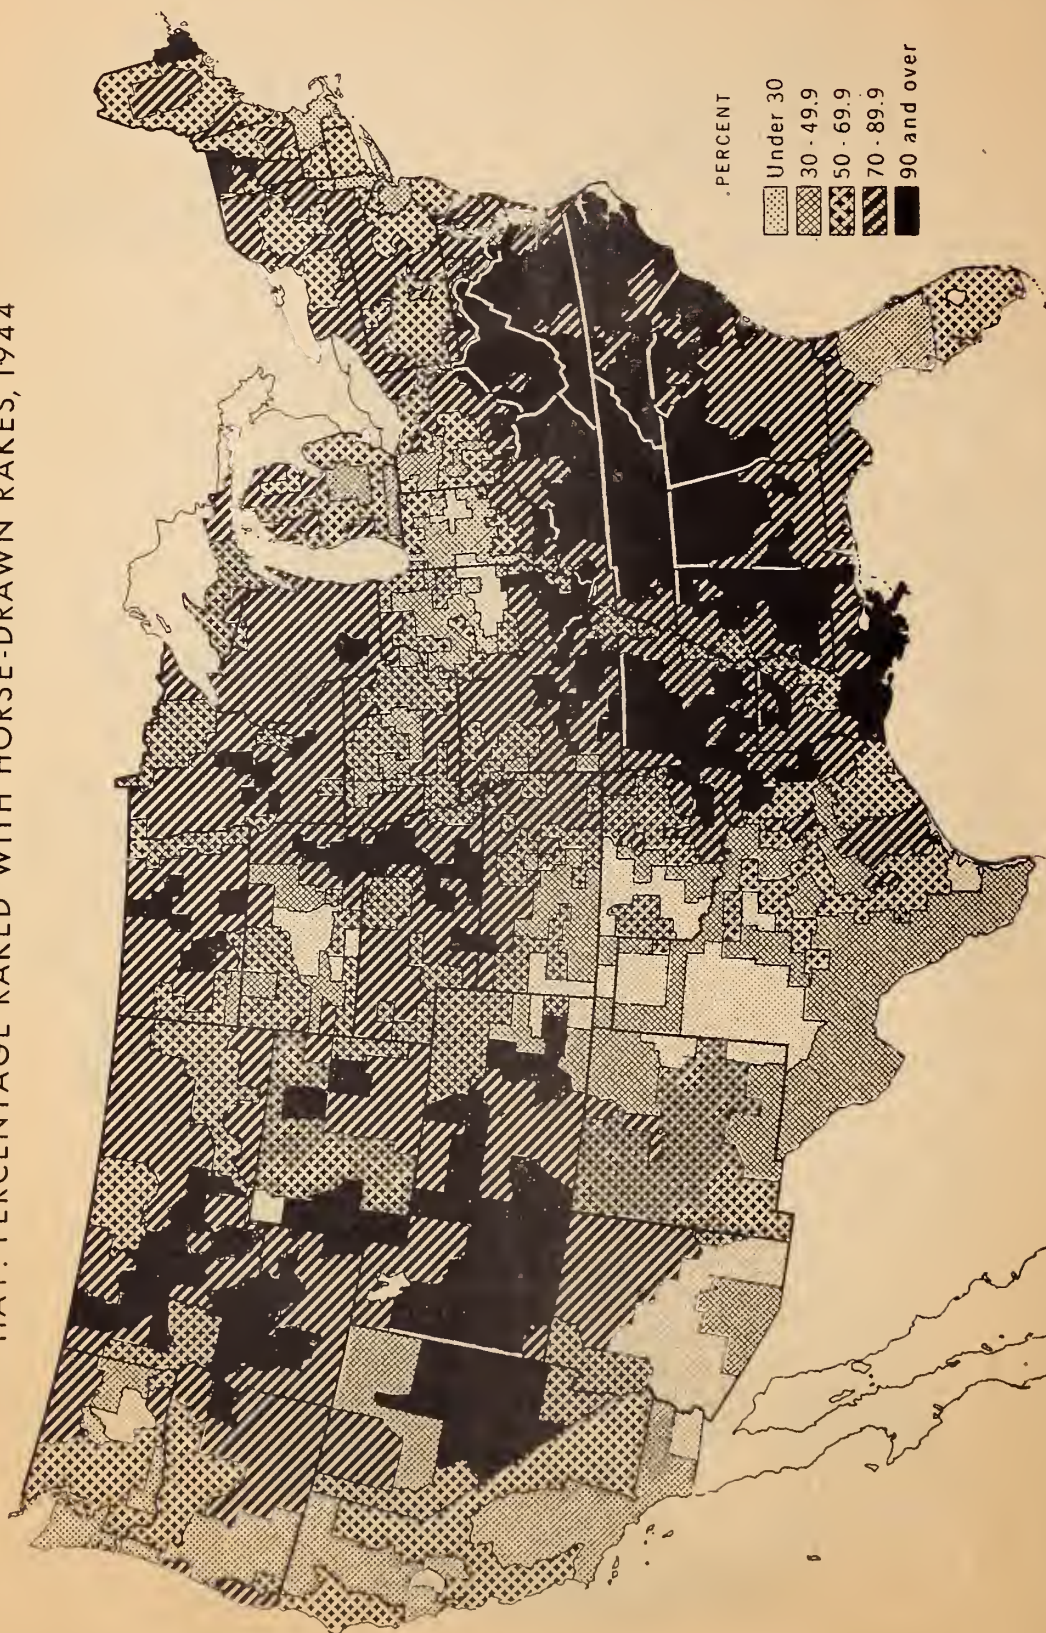 HAY: PERCENTAGE RAKED WITH HORSE-DRAWN RAKES, 1944
PERCENT
Under 30
30 - 49.9
50 - 69.9
70 - 89.9
90 and over